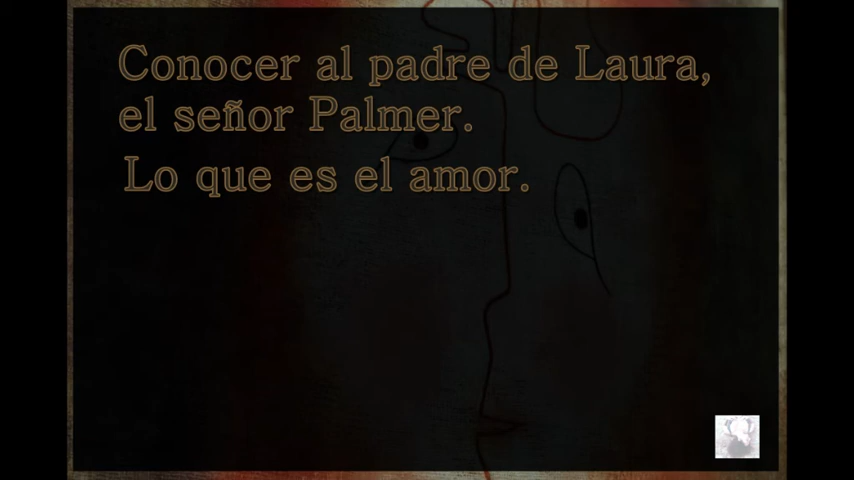 Conocer al padre de Laura,
el señor Palmer.
Lo que es el amor.